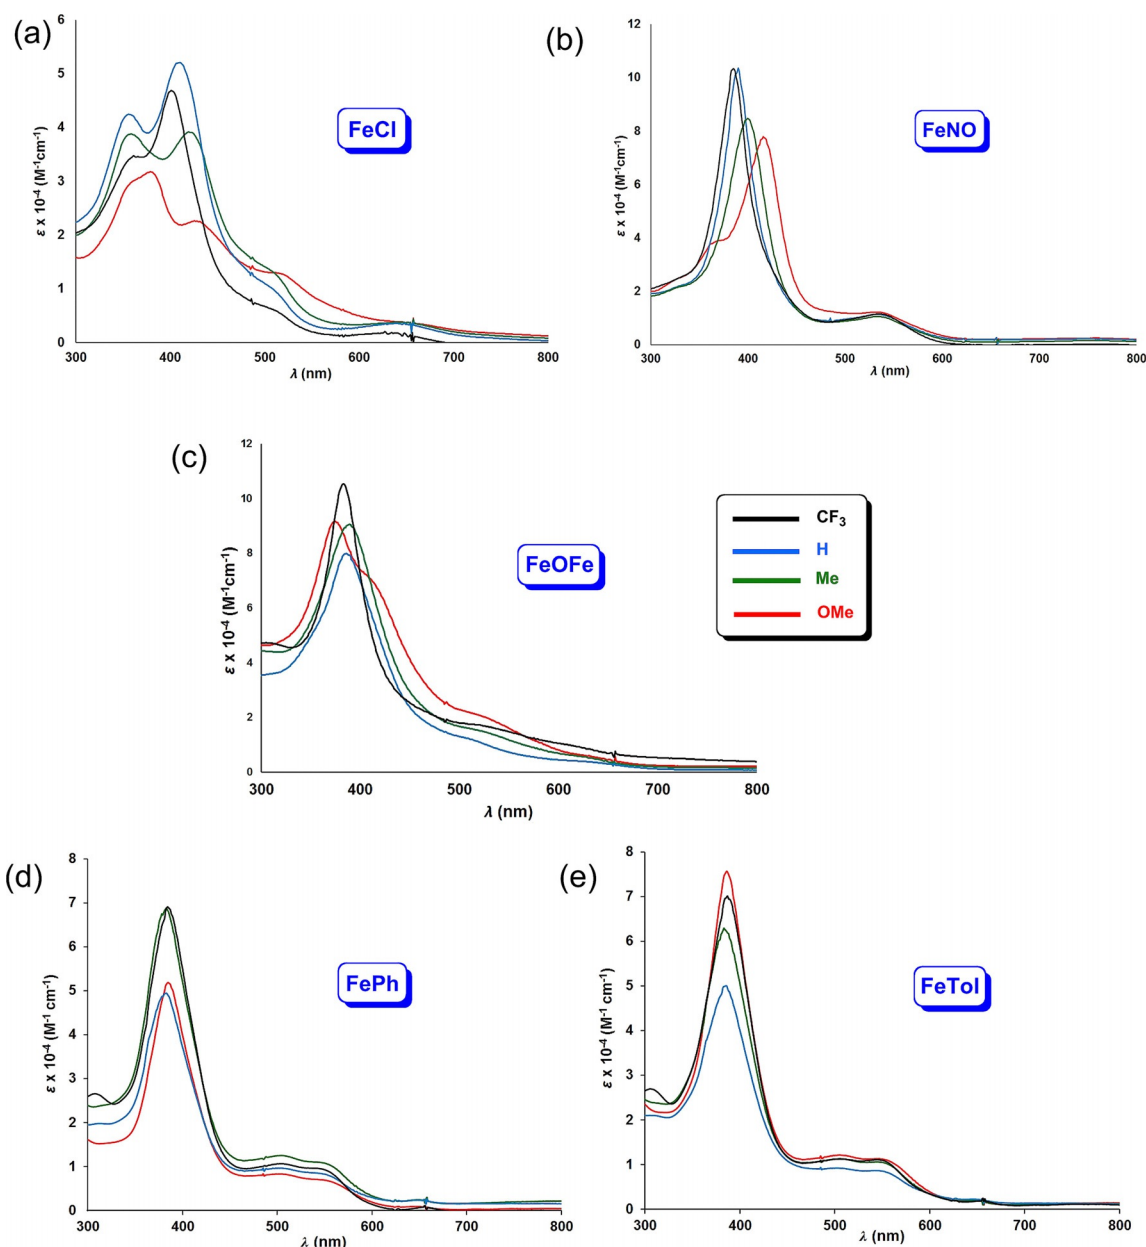 (a)
6
5
4
3
2
1
0
ε x 10⁻⁴ (M⁻¹cm⁻¹)
FeCl
300 400 500 600 700 800
λ (nm)
(b)
12
10
8
6
4
2
0
ε x 10⁻⁴ (M⁻¹cm⁻¹)
FeNO
300 400 500 600 700 800
λ (nm)
(c)
12
10
8
6
4
2
0
ε x 10⁻⁴ (M⁻¹cm⁻¹)
FeOFe
300 400 500 600 700 800
λ (nm)
CF₃
H
Me
OMe
(d)
8
7
6
5
4
3
2
1
0
ε x 10⁻⁴ (M⁻¹ cm⁻¹)
FePh
300 400 500 600 700 800
λ (nm)
(e)
8
7
6
5
4
3
2
1
0
ε x 10⁻⁴ (M⁻¹ cm⁻¹)
FeTol
300 400 500 600 700 800
λ (nm)